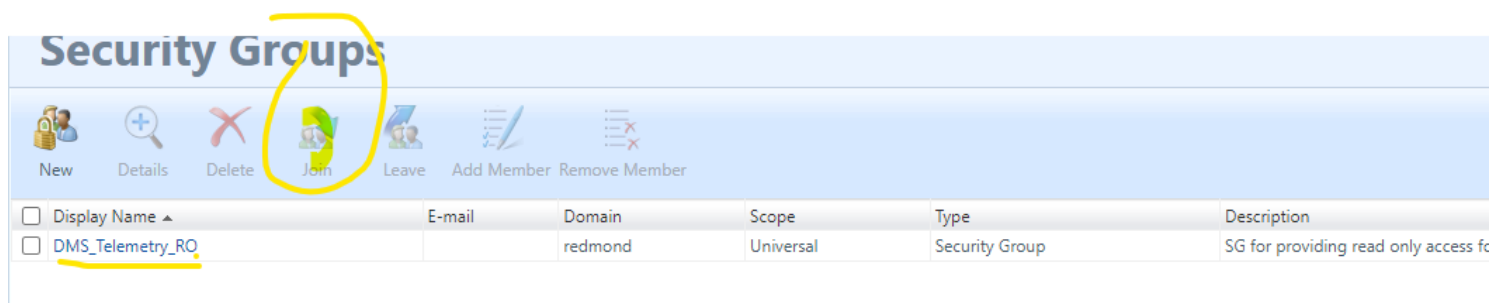 Security Groups
New Details Delete Join Leave Add Member Remove Member
Display Name E-mail Domain Scope Type Description
DMS_Telemetry_RO redmond Universal Security Group SG for providing read only access fo